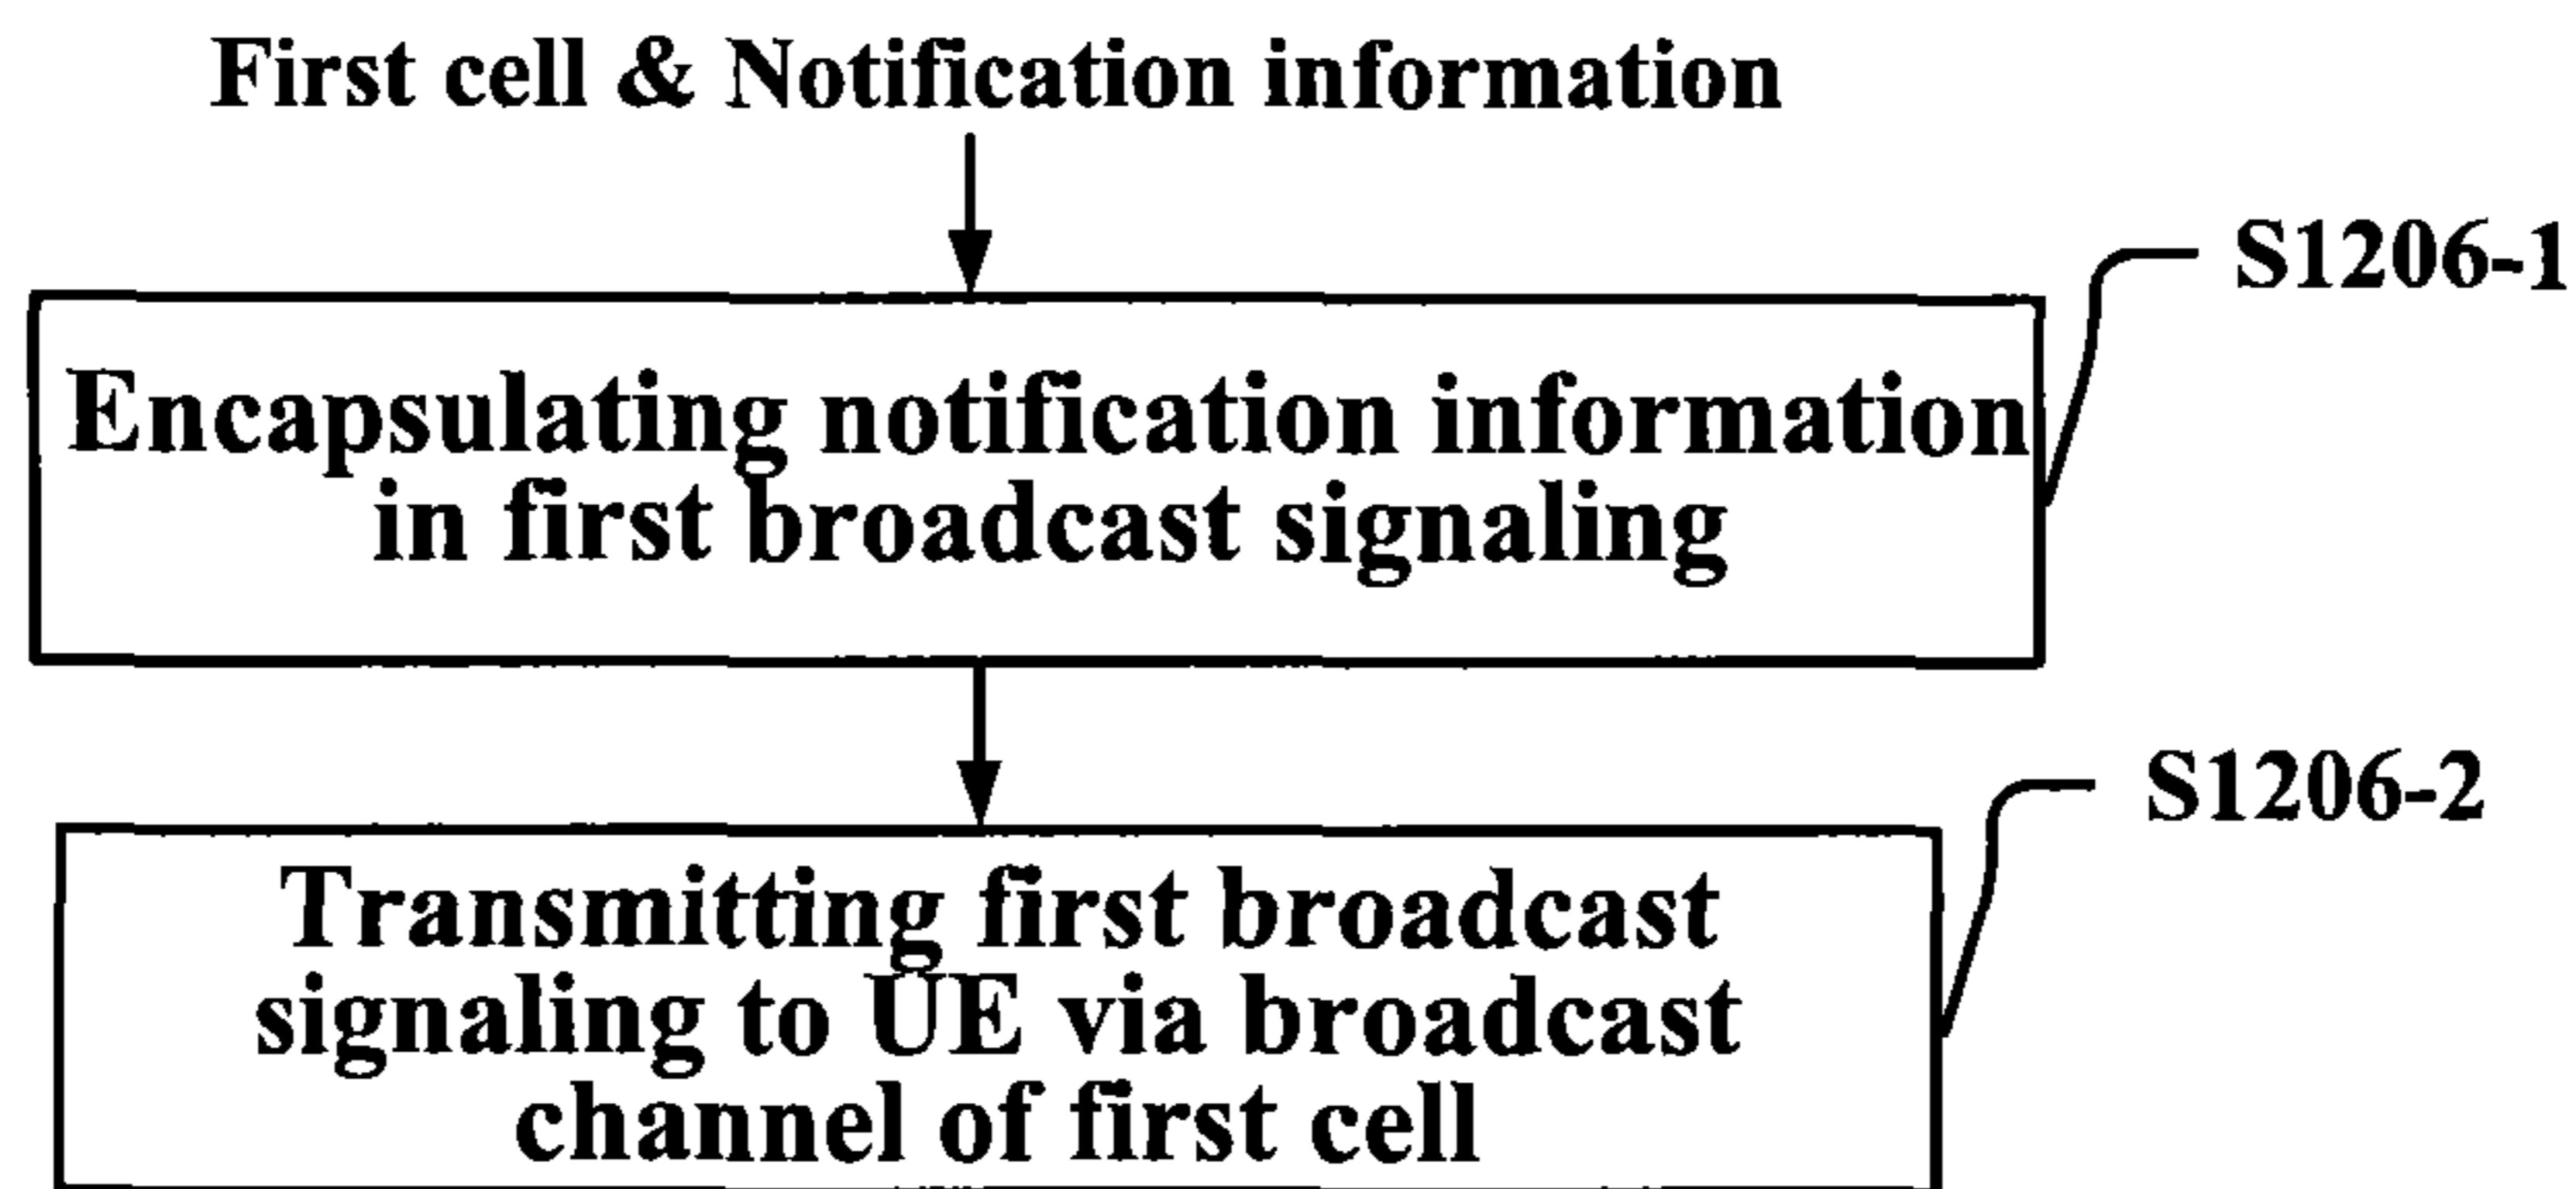 First cell & Notification information
S1206-1
Encapsulating notification information
in first broadcast signaling
S1206-2
Transmitting first broadcast
signaling to UE via broadcast
channel of first cell